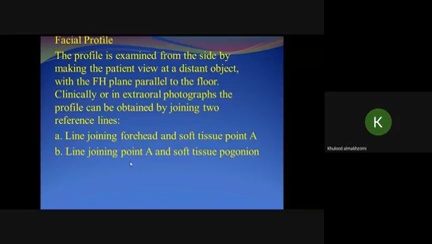 Facial Profile
The profile is examined from the side by
making the patient view at a distant object,
with the FH plane parallel to the floor.
Clinically or in extraoral photographs the
profile can be obtained by joining two
reference lines:
a. Line joining forehead and soft tissue point A
b. Line joining point A and soft tissue pogonion
K
Khulood almakhzomi